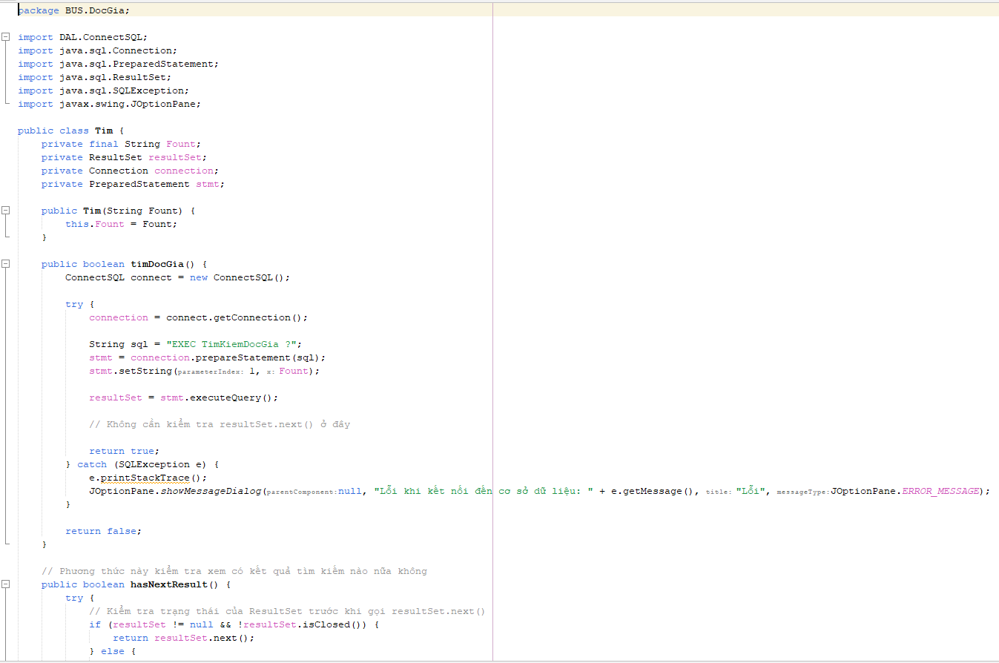 package BUS.DocGia;
import DAL.ConnectSQL;
import java.sql.Connection;
import java.sql.PreparedStatement;
import java.sql.ResultSet;
import java.sql.SQLException;
import javax.swing.JOptionPane;
public class Tim {
private final String Fount;
private ResultSet resultSet;
private Connection connection;
private PreparedStatement stmt;
public Tim(String Fount) {
this.Fount = Fount;
}
public boolean timDocGia() {
ConnectSQL connect = new ConnectSQL();
try {
connection = connect.getConnection();
String sql = "EXEC TimKiemDocGia ?";
stmt = connection.prepareStatement(sql);
stmt.setString(parameterIndex: 1, x: Fount);
resultSet = stmt.executeQuery();
// Không cần kiểm tra resultSet.next() ở đây
return true;
} catch (SQLException e) {
e.printStackTrace();
JOptionPane.showMessageDialog(parentComponent:null, "Lỗi khi kết nối đến cơ sở dữ liệu: " + e.getMessage(), title: "Lỗi", messageType:JOptionPane.ERROR_MESSAGE);
}
return false;
}
// Phương thức này kiểm tra xem có kết quả tìm kiếm nào nữa không
public boolean hasNextResult() {
try {
// Kiểm tra trạng thái của ResultSet trước khi gọi resultSet.next()
if (resultSet != null && !resultSet.isClosed()) {
return resultSet.next();
} else {